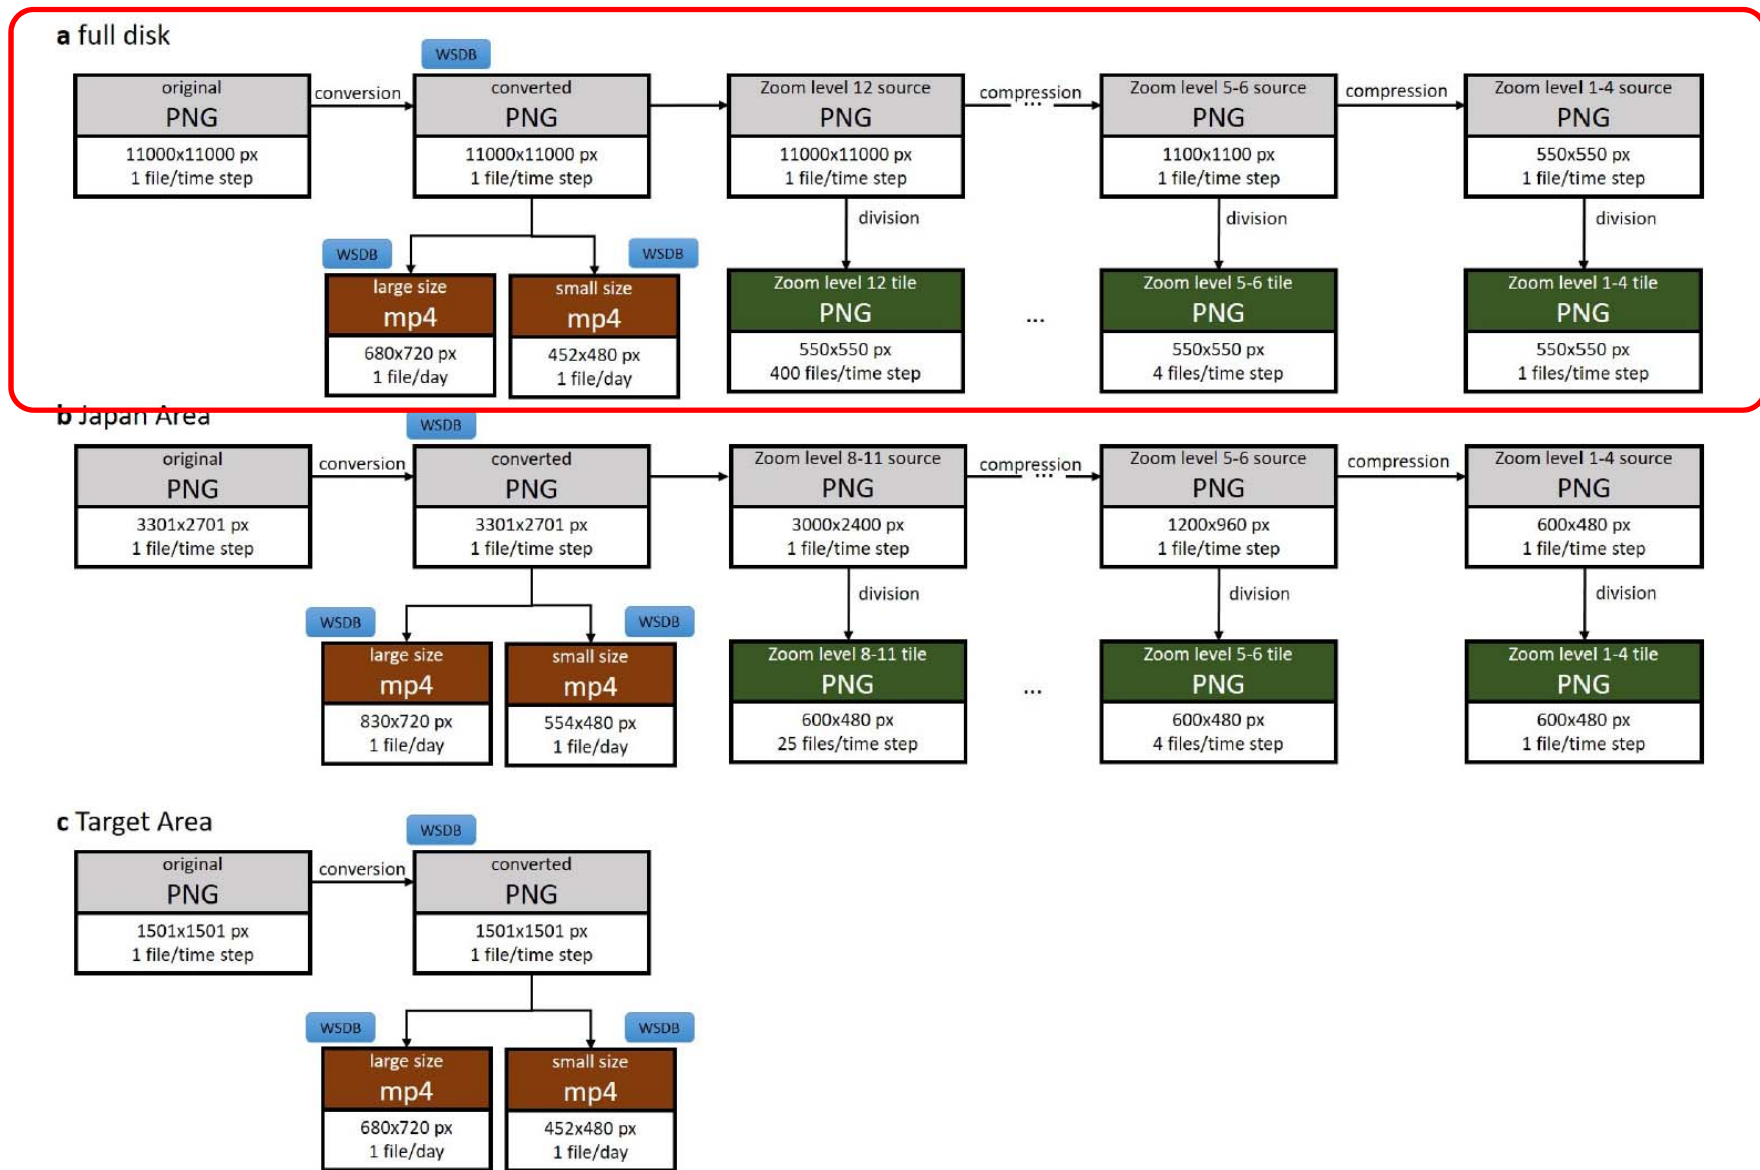 a full disk
WSDB
original
PNG
11000x11000 px
1 file/time step
conversion
converted
PNG
11000x11000 px
1 file/time step
Zoom level 12 source
PNG
11000x11000 px
1 file/time step
compression
...
Zoom level 5-6 source
PNG
1100x1100 px
1 file/time step
compression
Zoom level 1-4 source
PNG
550x550 px
1 file/time step
division
division
division
WSDB
WSDB
large size
mp4
680x720 px
1 file/day
small size
mp4
452x480 px
1 file/day
Zoom level 12 tile
PNG
550x550 px
400 files/time step
...
Zoom level 5-6 tile
PNG
550x550 px
4 files/time step
Zoom level 1-4 tile
PNG
550x550 px
1 files/time step
b Japan Area
WSDB
original
PNG
3301x2701 px
1 file/time step
conversion
converted
PNG
3301x2701 px
1 file/time step
Zoom level 8-11 source
PNG
3000x2400 px
1 file/time step
compression
...
Zoom level 5-6 source
PNG
1200x960 px
1 file/time step
compression
Zoom level 1-4 source
PNG
600x480 px
1 file/time step
division
division
division
WSDB
WSDB
large size
mp4
830x720 px
1 file/day
small size
mp4
554x480 px
1 file/day
Zoom level 8-11 tile
PNG
600x480 px
25 files/time step
...
Zoom level 5-6 tile
PNG
600x480 px
4 files/time step
Zoom level 1-4 tile
PNG
600x480 px
1 file/time step
c Target Area
WSDB
original
PNG
1501x1501 px
1 file/time step
conversion
converted
PNG
1501x1501 px
1 file/time step
WSDB
WSDB
large size
mp4
680x720 px
1 file/day
small size
mp4
452x480 px
1 file/day